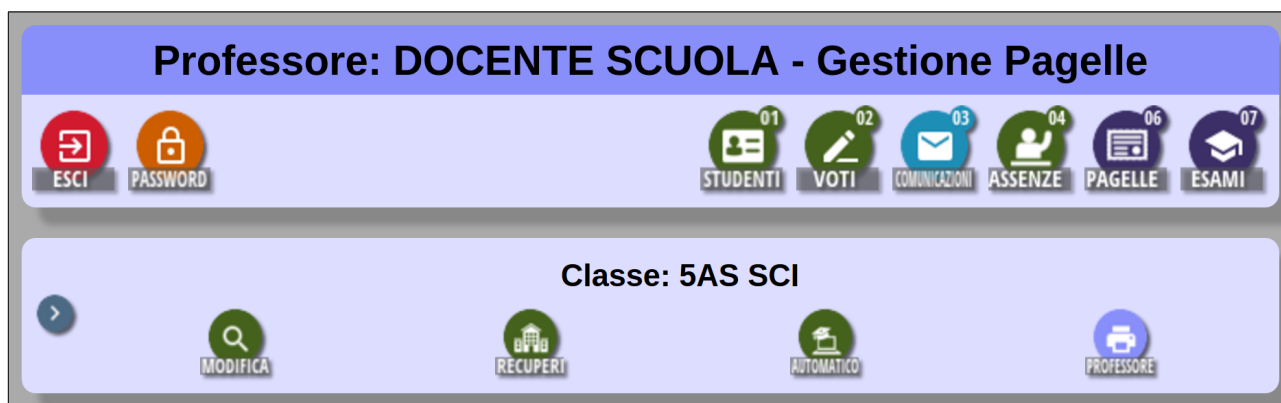 Professore: DOCENTE SCUOLA - Gestione Pagelle
ESCI PASSWORD 01 STUDENTI 02 VOTI 03 COMUNICAZIONI 04 ASSENZE 06 PAGELLE 07 ESAMI
Classe: 5AS SCI
MODIFICA RECUPERI AUTOMATICO PROFESSORE